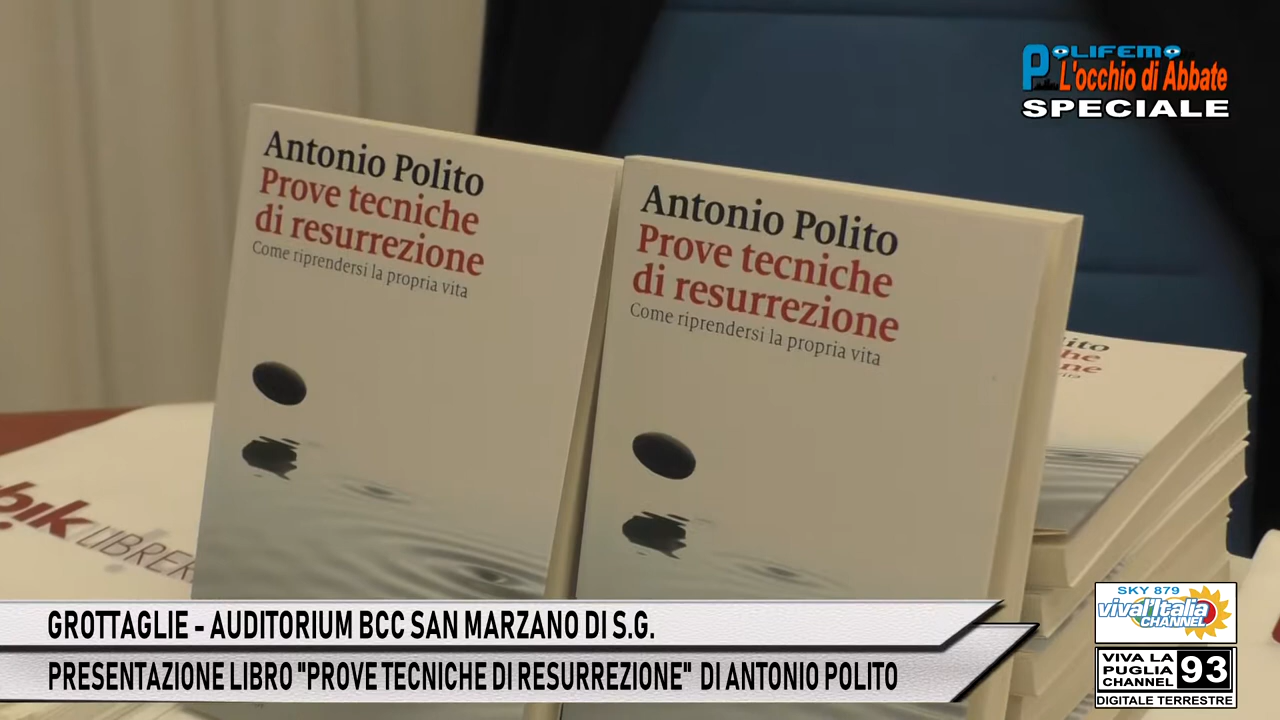 POLIFEMO
L'occhio di Abbate
SPECIALE
Antonio Polito
Prove tecniche
di resurrezione
Come riprendersi la propria vita
Antonio Polito
Prove tecniche
di resurrezione
Come riprendersi la propria vita
GROTTAGLIE - AUDITORIUM BCC SAN MARZANO DI S.G.
PRESENTAZIONE LIBRO "PROVE TECNICHE DI RESURREZIONE" DI ANTONIO POLITO
SKY 879
viva l'Italia
CHANNEL
VIVA LA
PUGLIA 93
CHANNEL
DIGITALE TERRESTRE